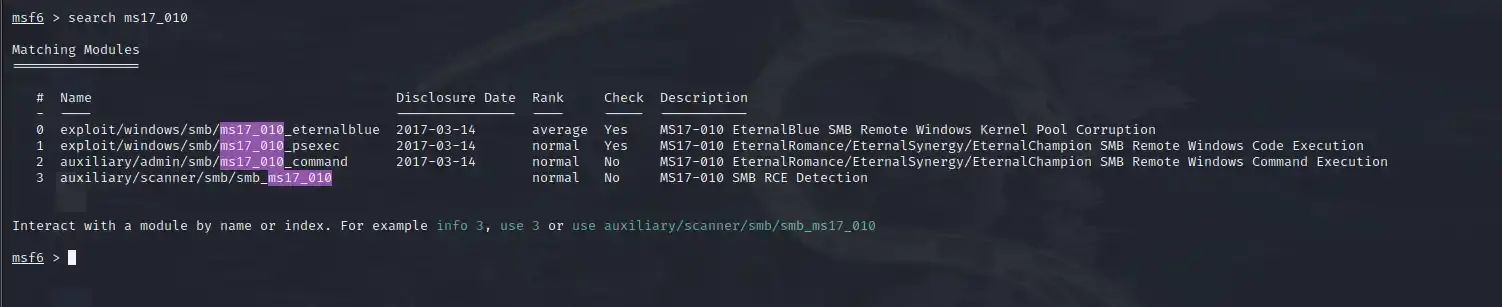 msf6 > search ms17_010
Matching Modules
================
# Name Disclosure Date Rank Check Description
- ---- --------------- ---- ----- -----------
0 exploit/windows/smb/ms17_010_eternalblue 2017-03-14 average Yes MS17-010 EternalBlue SMB Remote Windows Kernel Pool Corruption
1 exploit/windows/smb/ms17_010_psexec 2017-03-14 normal Yes MS17-010 EternalRomance/EternalSynergy/EternalChampion SMB Remote Windows Code Execution
2 auxiliary/admin/smb/ms17_010_command 2017-03-14 normal No MS17-010 EternalRomance/EternalSynergy/EternalChampion SMB Remote Windows Command Execution
3 auxiliary/scanner/smb/smb_ms17_010 normal No MS17-010 SMB RCE Detection
Interact with a module by name or index. For example info 3, use 3 or use auxiliary/scanner/smb/smb_ms17_010
msf6 >